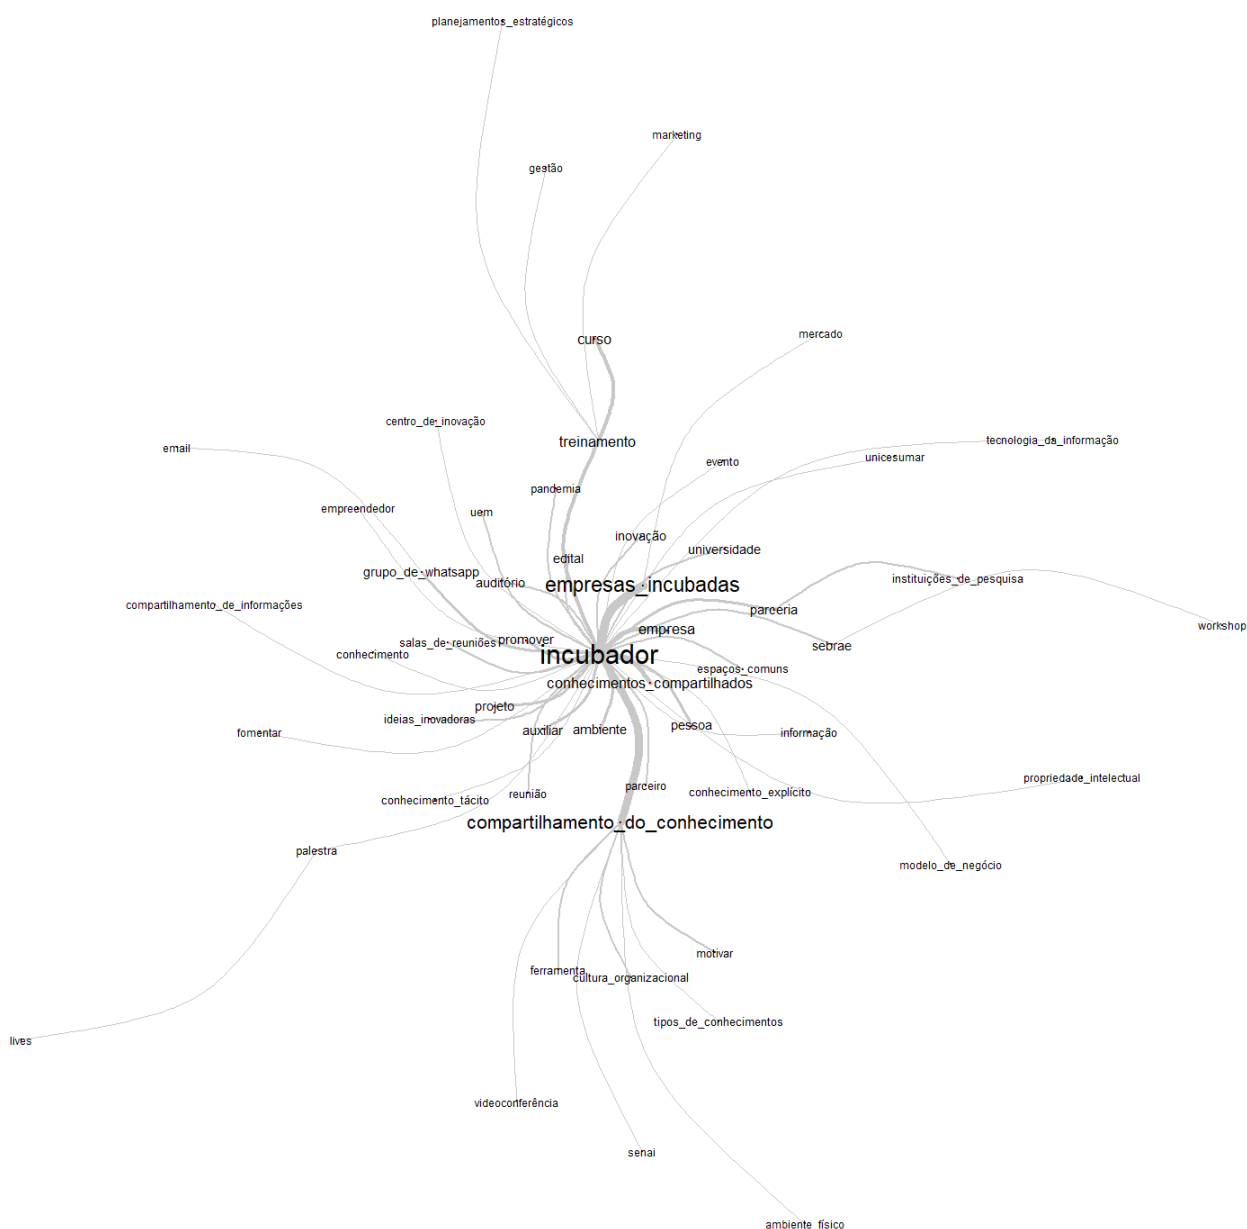 planejamentos_estratégicos
marketing
gestão
mercado
curso
centro_de_inovação
tecnologia_da_informação
treinamento
email
unicesumar
evento
pandemia
empreendedor
uem
inovação
universidade
edital
grupo_de_whatsapp
instituições_de_pesquisa
auditório
empresas_incubadas
compartilhamento_de_informações
parceria
workshop
empresa
promover
salas_de_reuniões
sebrae
conhecimento
incubador
espaços_comuns
conhecimentos_compartilhados
projeto
ideias_inovadoras
pessoa
auxiliar
ambiente
fomentar
informação
propriedade_intelectual
parceiro
conhecimento_explícito
reunião
conhecimento_tácito
compartilhamento_do_conhecimento
palestra
modelo_de_negócio
motivar
ferramenta
cultura_organizacional
tipos_de_conhecimentos
lives
videoconferência
senai
ambiente_físico